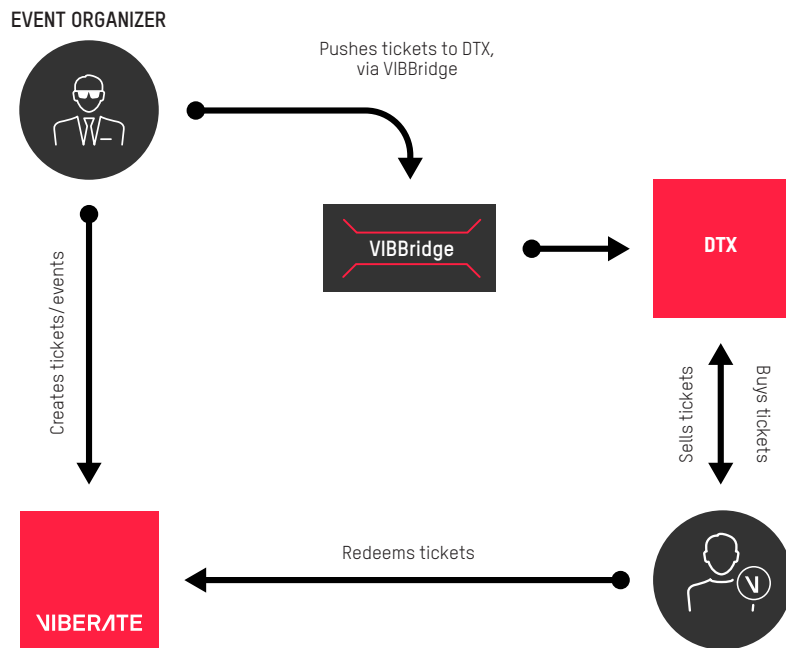 EVENT ORGANIZER
Pushes tickets to DTX,
via VIBBridge
VIBBridge
DTX
Creates tickets/events
Sells tickets
Buys tickets
Redeems tickets
VIBERATE
V